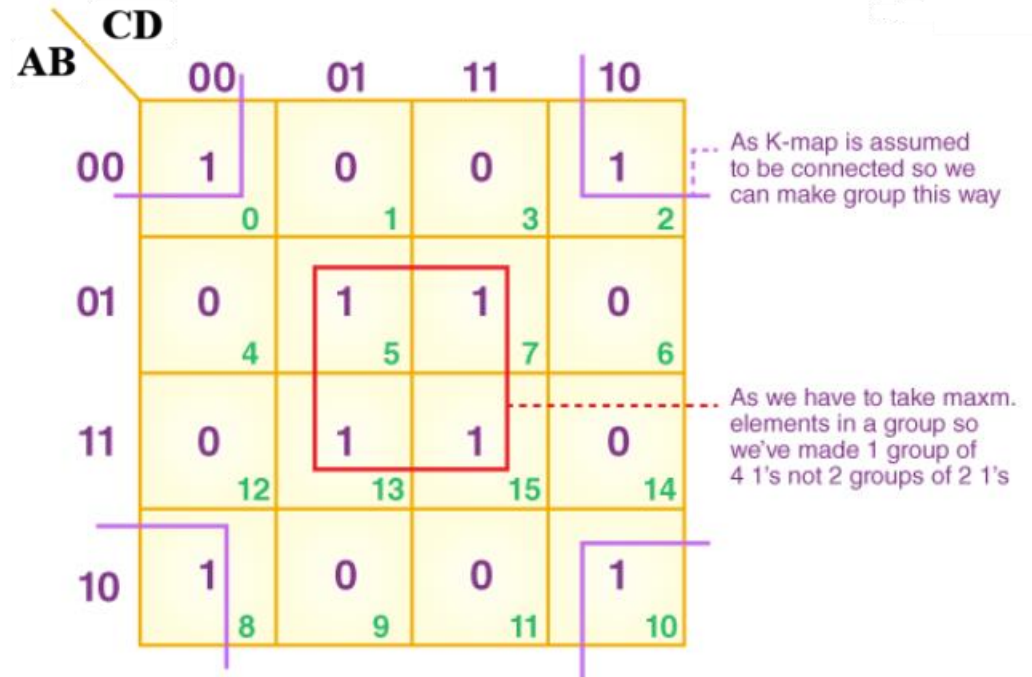 CD
AB
00 01 11 10
00 1 0 0 1
0 1 3 2
As K-map is assumed
to be connected so we
can make group this way
01 0 1 1 0
4 5 7 6
11 0 1 1 0
12 13 15 14
As we have to take maxm.
elements in a group so
we've made 1 group of
4 1's not 2 groups of 2 1's
10 1 0 0 1
8 9 11 10